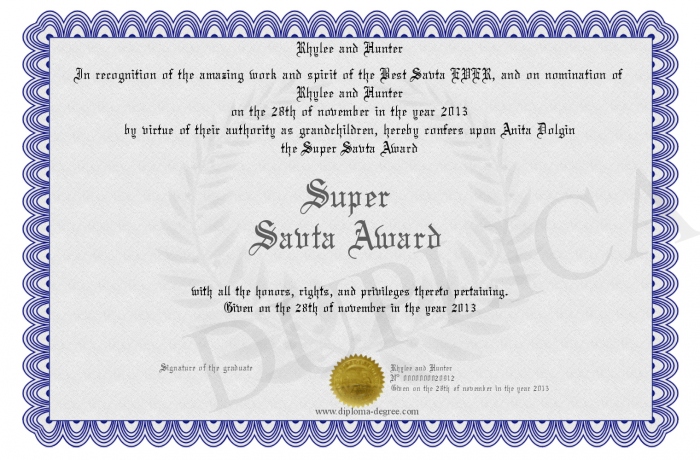 Rhylee and Hunter
In recognition of the amazing work and spirit of the Best Savta EVER, and on nomination of
Rhylee and Hunter
on the 28th of november in the year 2013
by virtue of their authority as grandchildren, hereby confers upon Anita Dolgin
the Super Savta Award
Super
Savta Award
with all the honors, rights, and privileges thereto pertaining.
Given on the 28th of november in the year 2013
Signature of the graduate
Rhylee and Hunter
Nº 0000000020812
Given on the 28th of november in the year 2013
www.diploma-degree.com
DUPLICA